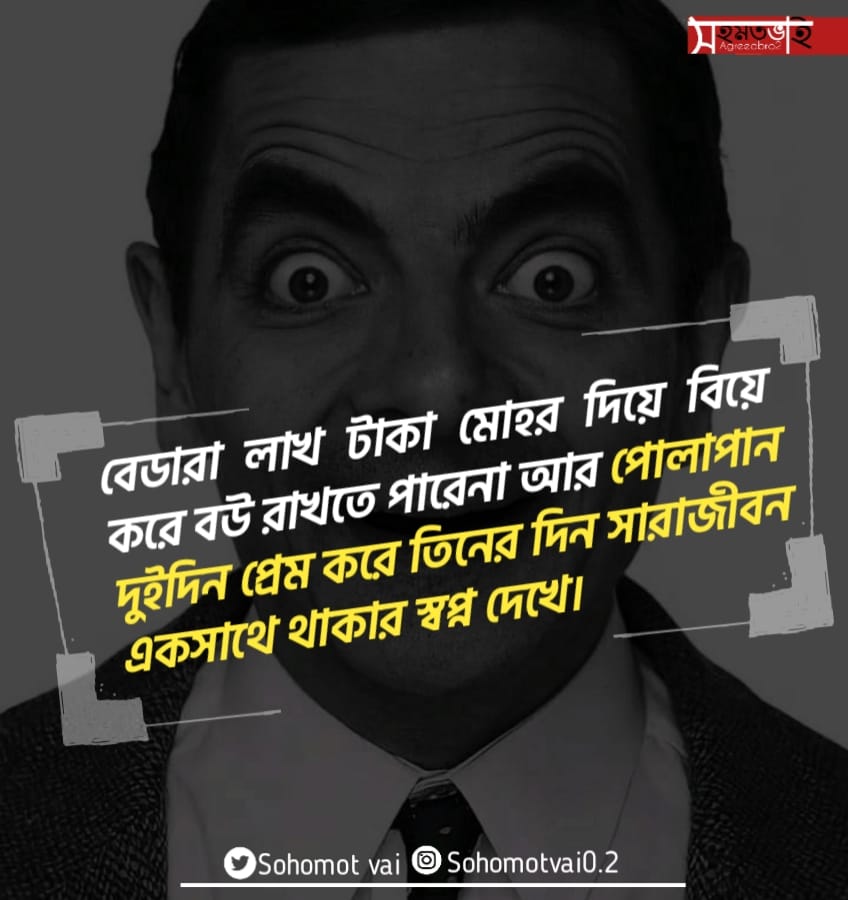 সহমতভাই
Agreeabro2
বেডারা লাখ টাকা মোহর দিয়ে বিয়ে
করে বউ রাখতে পারেনা আর পোলাপান
দুইদিন প্রেম করে তিনের দিন সারাজীবন
একসাথে থাকার স্বপ্ন দেখে।
Sohomot vai Sohomotvai0.2